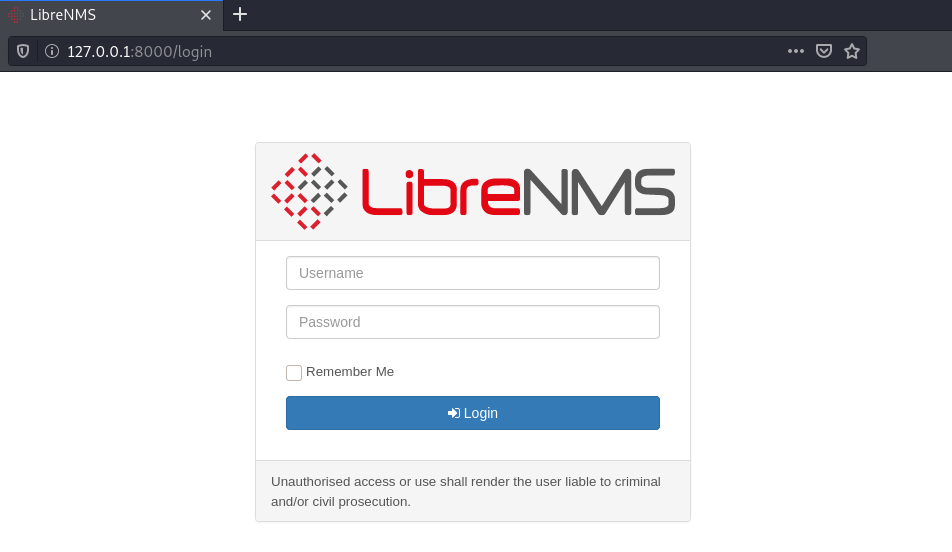 LibreNMS
127.0.0.1:8000/login
LibreNMS
Username
Password
Remember Me
Login
Unauthorised access or use shall render the user liable to criminal
and/or civil prosecution.